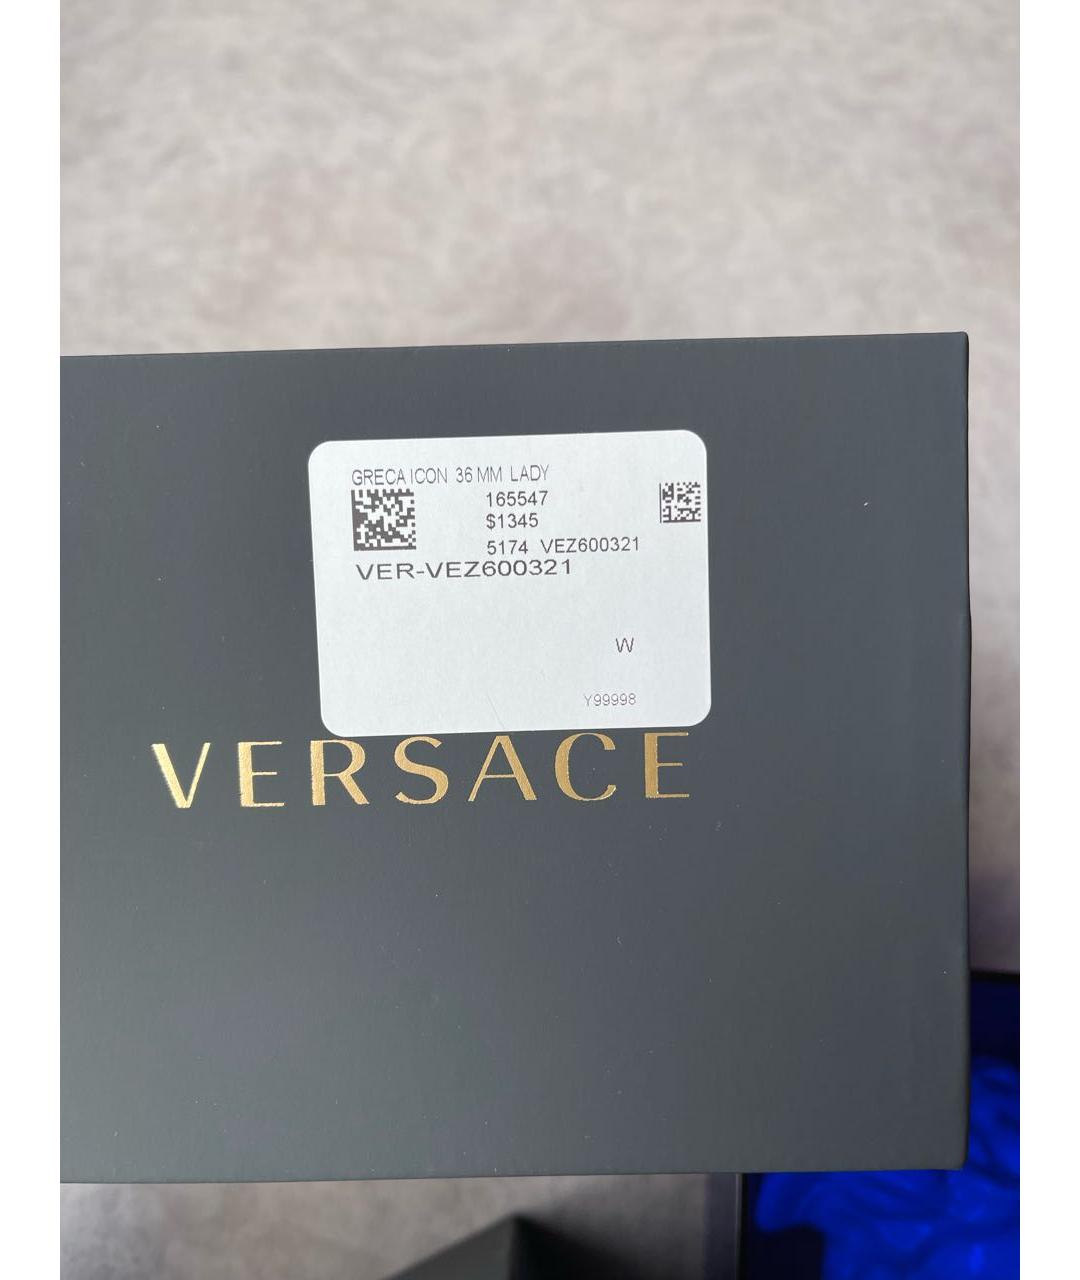 GRECA ICON 36 MM LADY
165547
$1345
5174 VEZ600321
VER-VEZ600321
W
Y99998
VERSACE